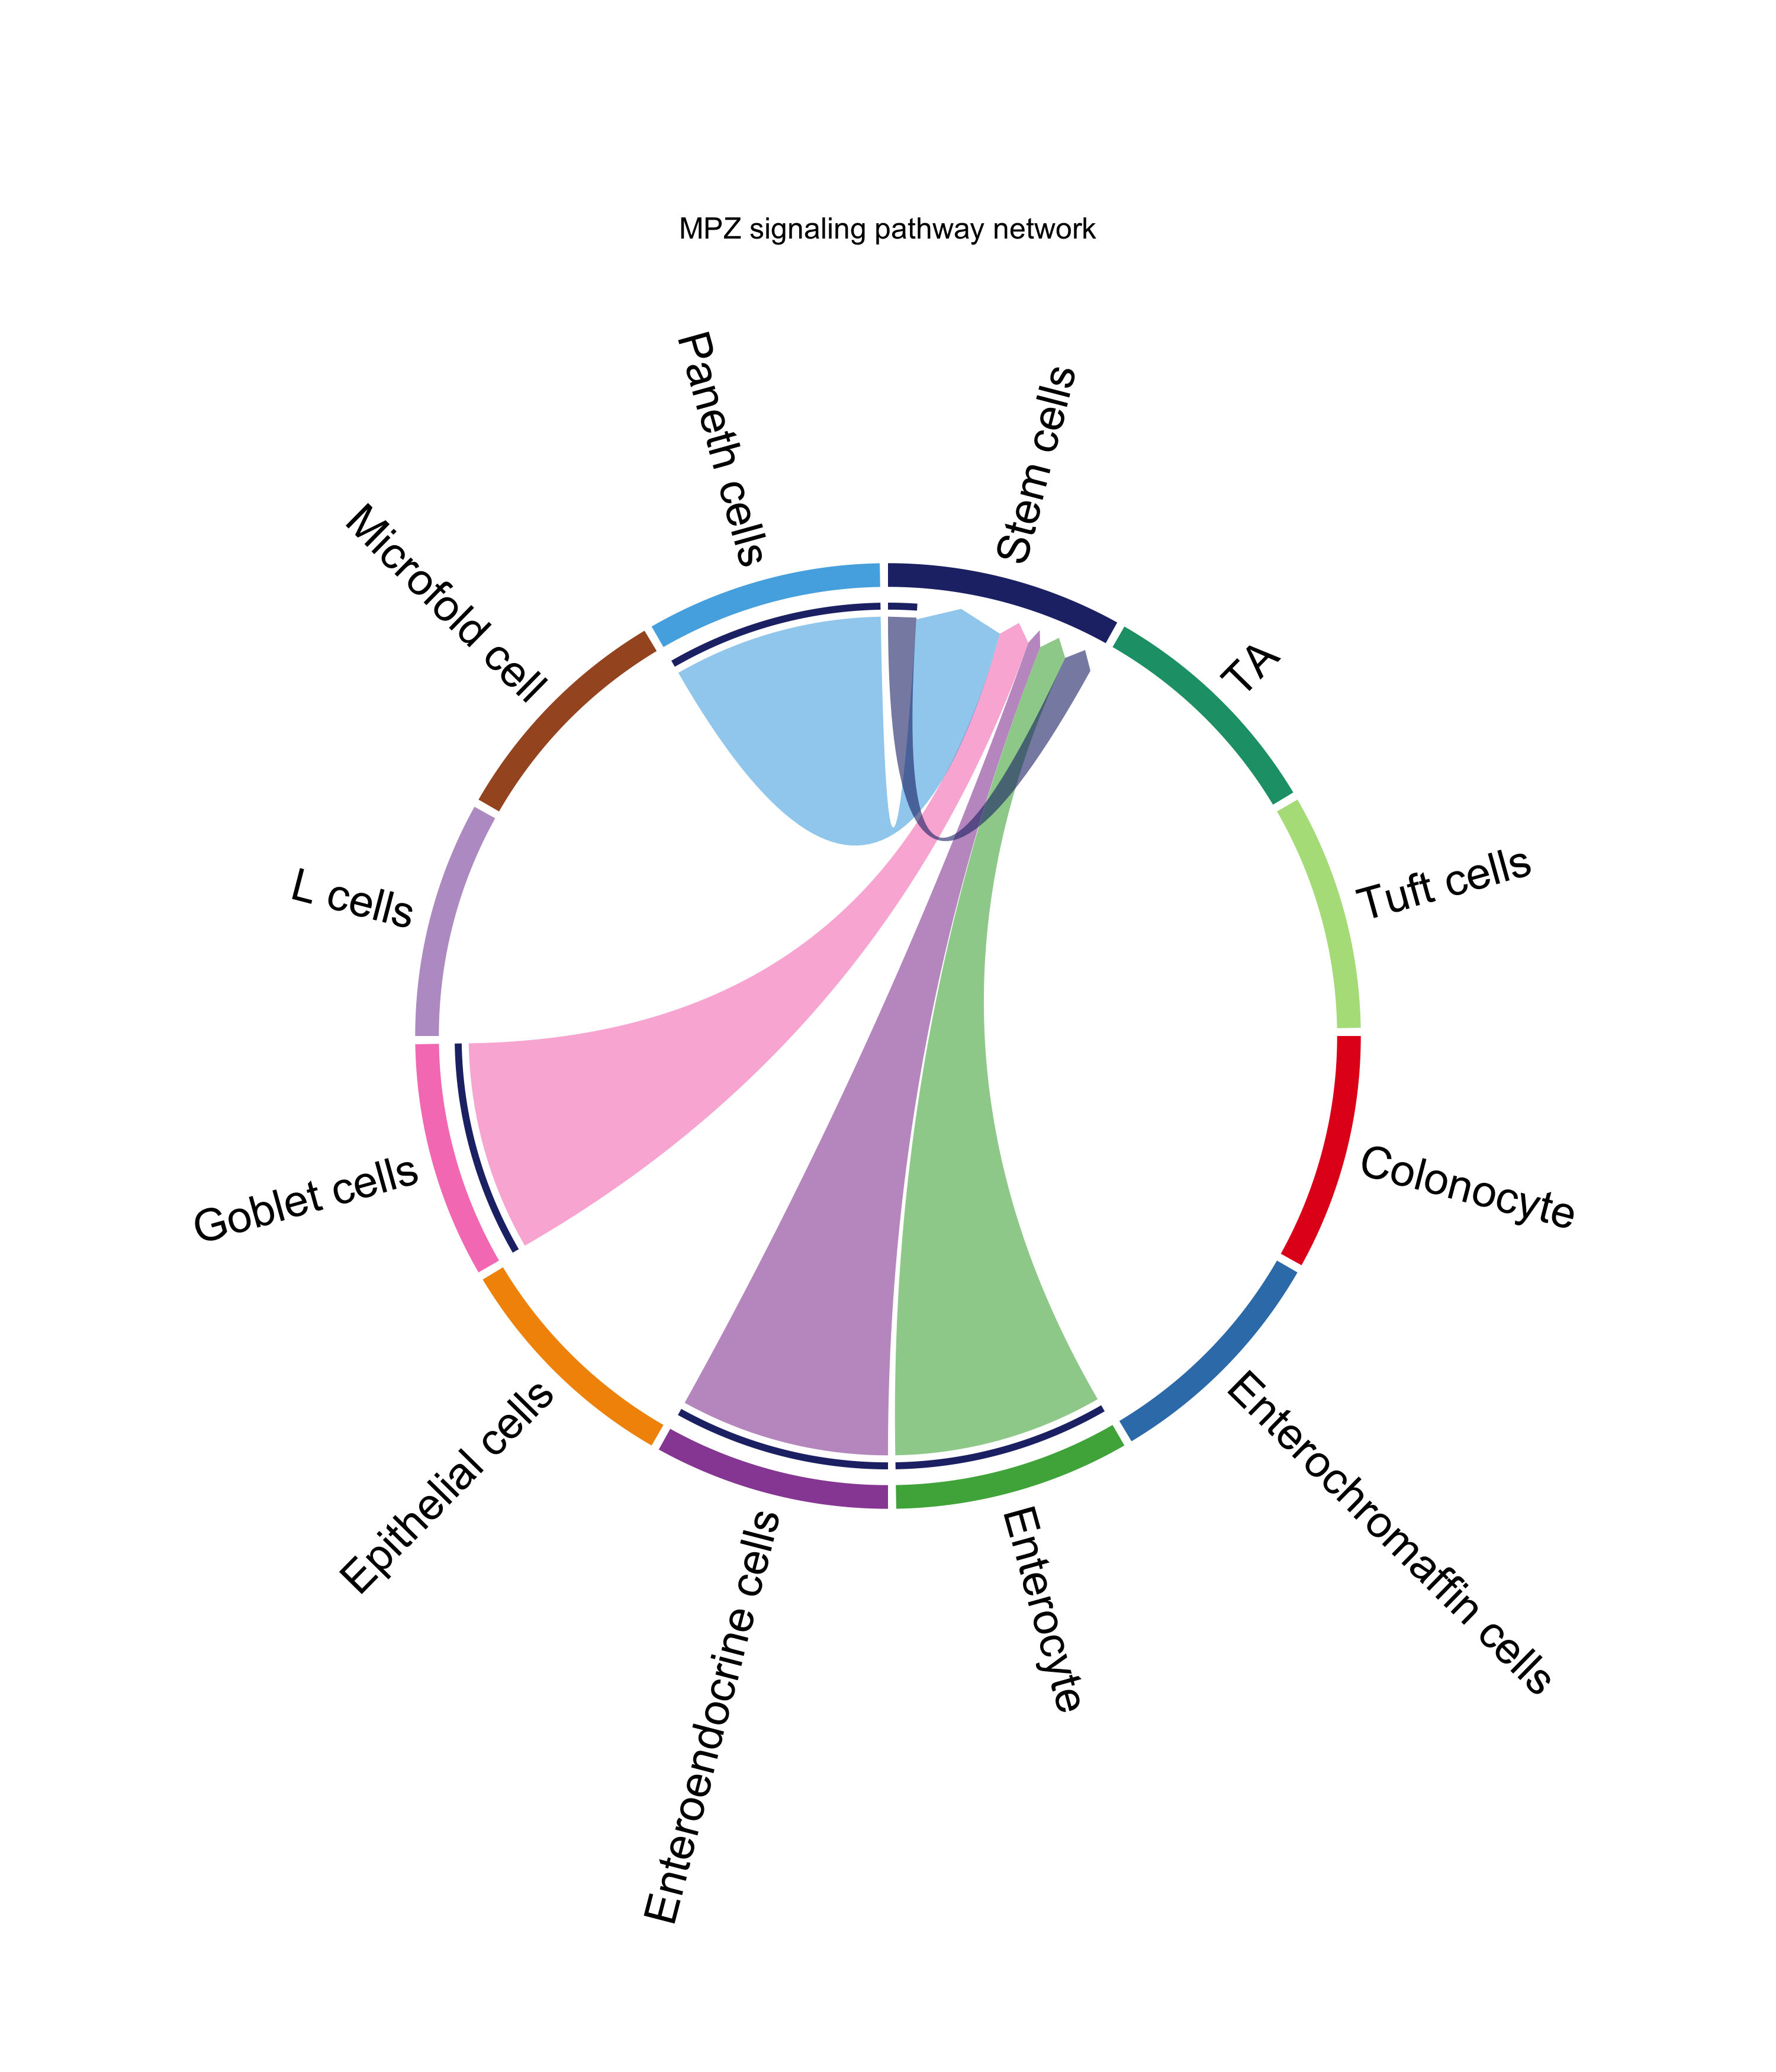 MPZ signaling pathway network
Paneth cells
Stem cells
Microfold cell
TA
L cells
Tuft cells
Goblet cells
Colonocyte
Epithelial cells
Enterochromaffin cells
Enteroendocrine cells
Enterocyte